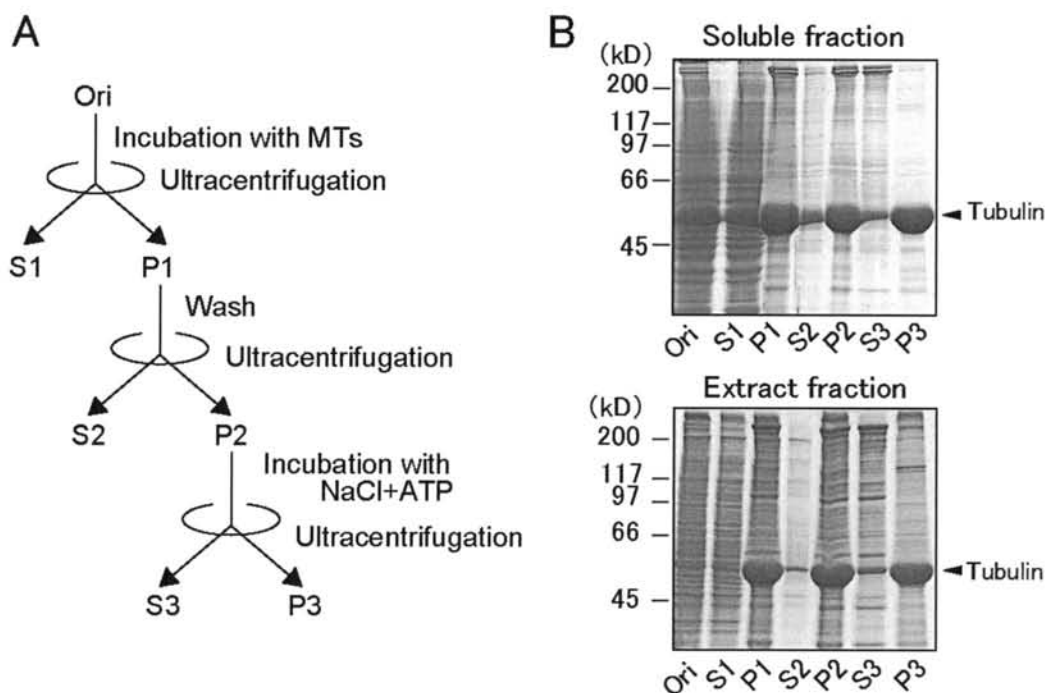 A
Ori
Incubation with MTs
Ultracentrifugation
S1 P1
Wash
Ultracentrifugation
S2 P2
Incubation with
NaCl+ATP
Ultracentrifugation
S3 P3
B
Soluble fraction
(kD)
200
117
97
66
45
Tubulin
Ori S1 P1 S2 P2 S3 P3
Extract fraction
(kD)
200
117
97
66
45
Tubulin
Ori S1 P1 S2 P2 S3 P3